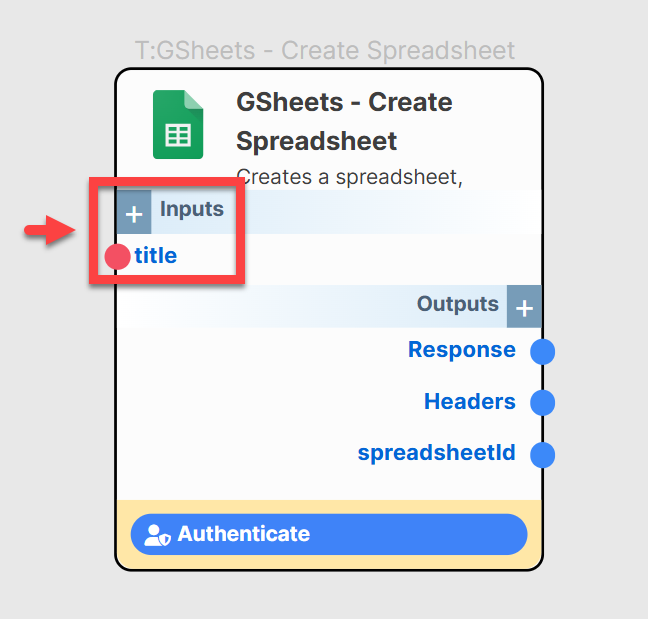 T:GSheets - Create Spreadsheet
GSheets - Create
Spreadsheet
Creates a spreadsheet,
+ Inputs
title
Outputs +
Response
Headers
spreadsheetId
Authenticate